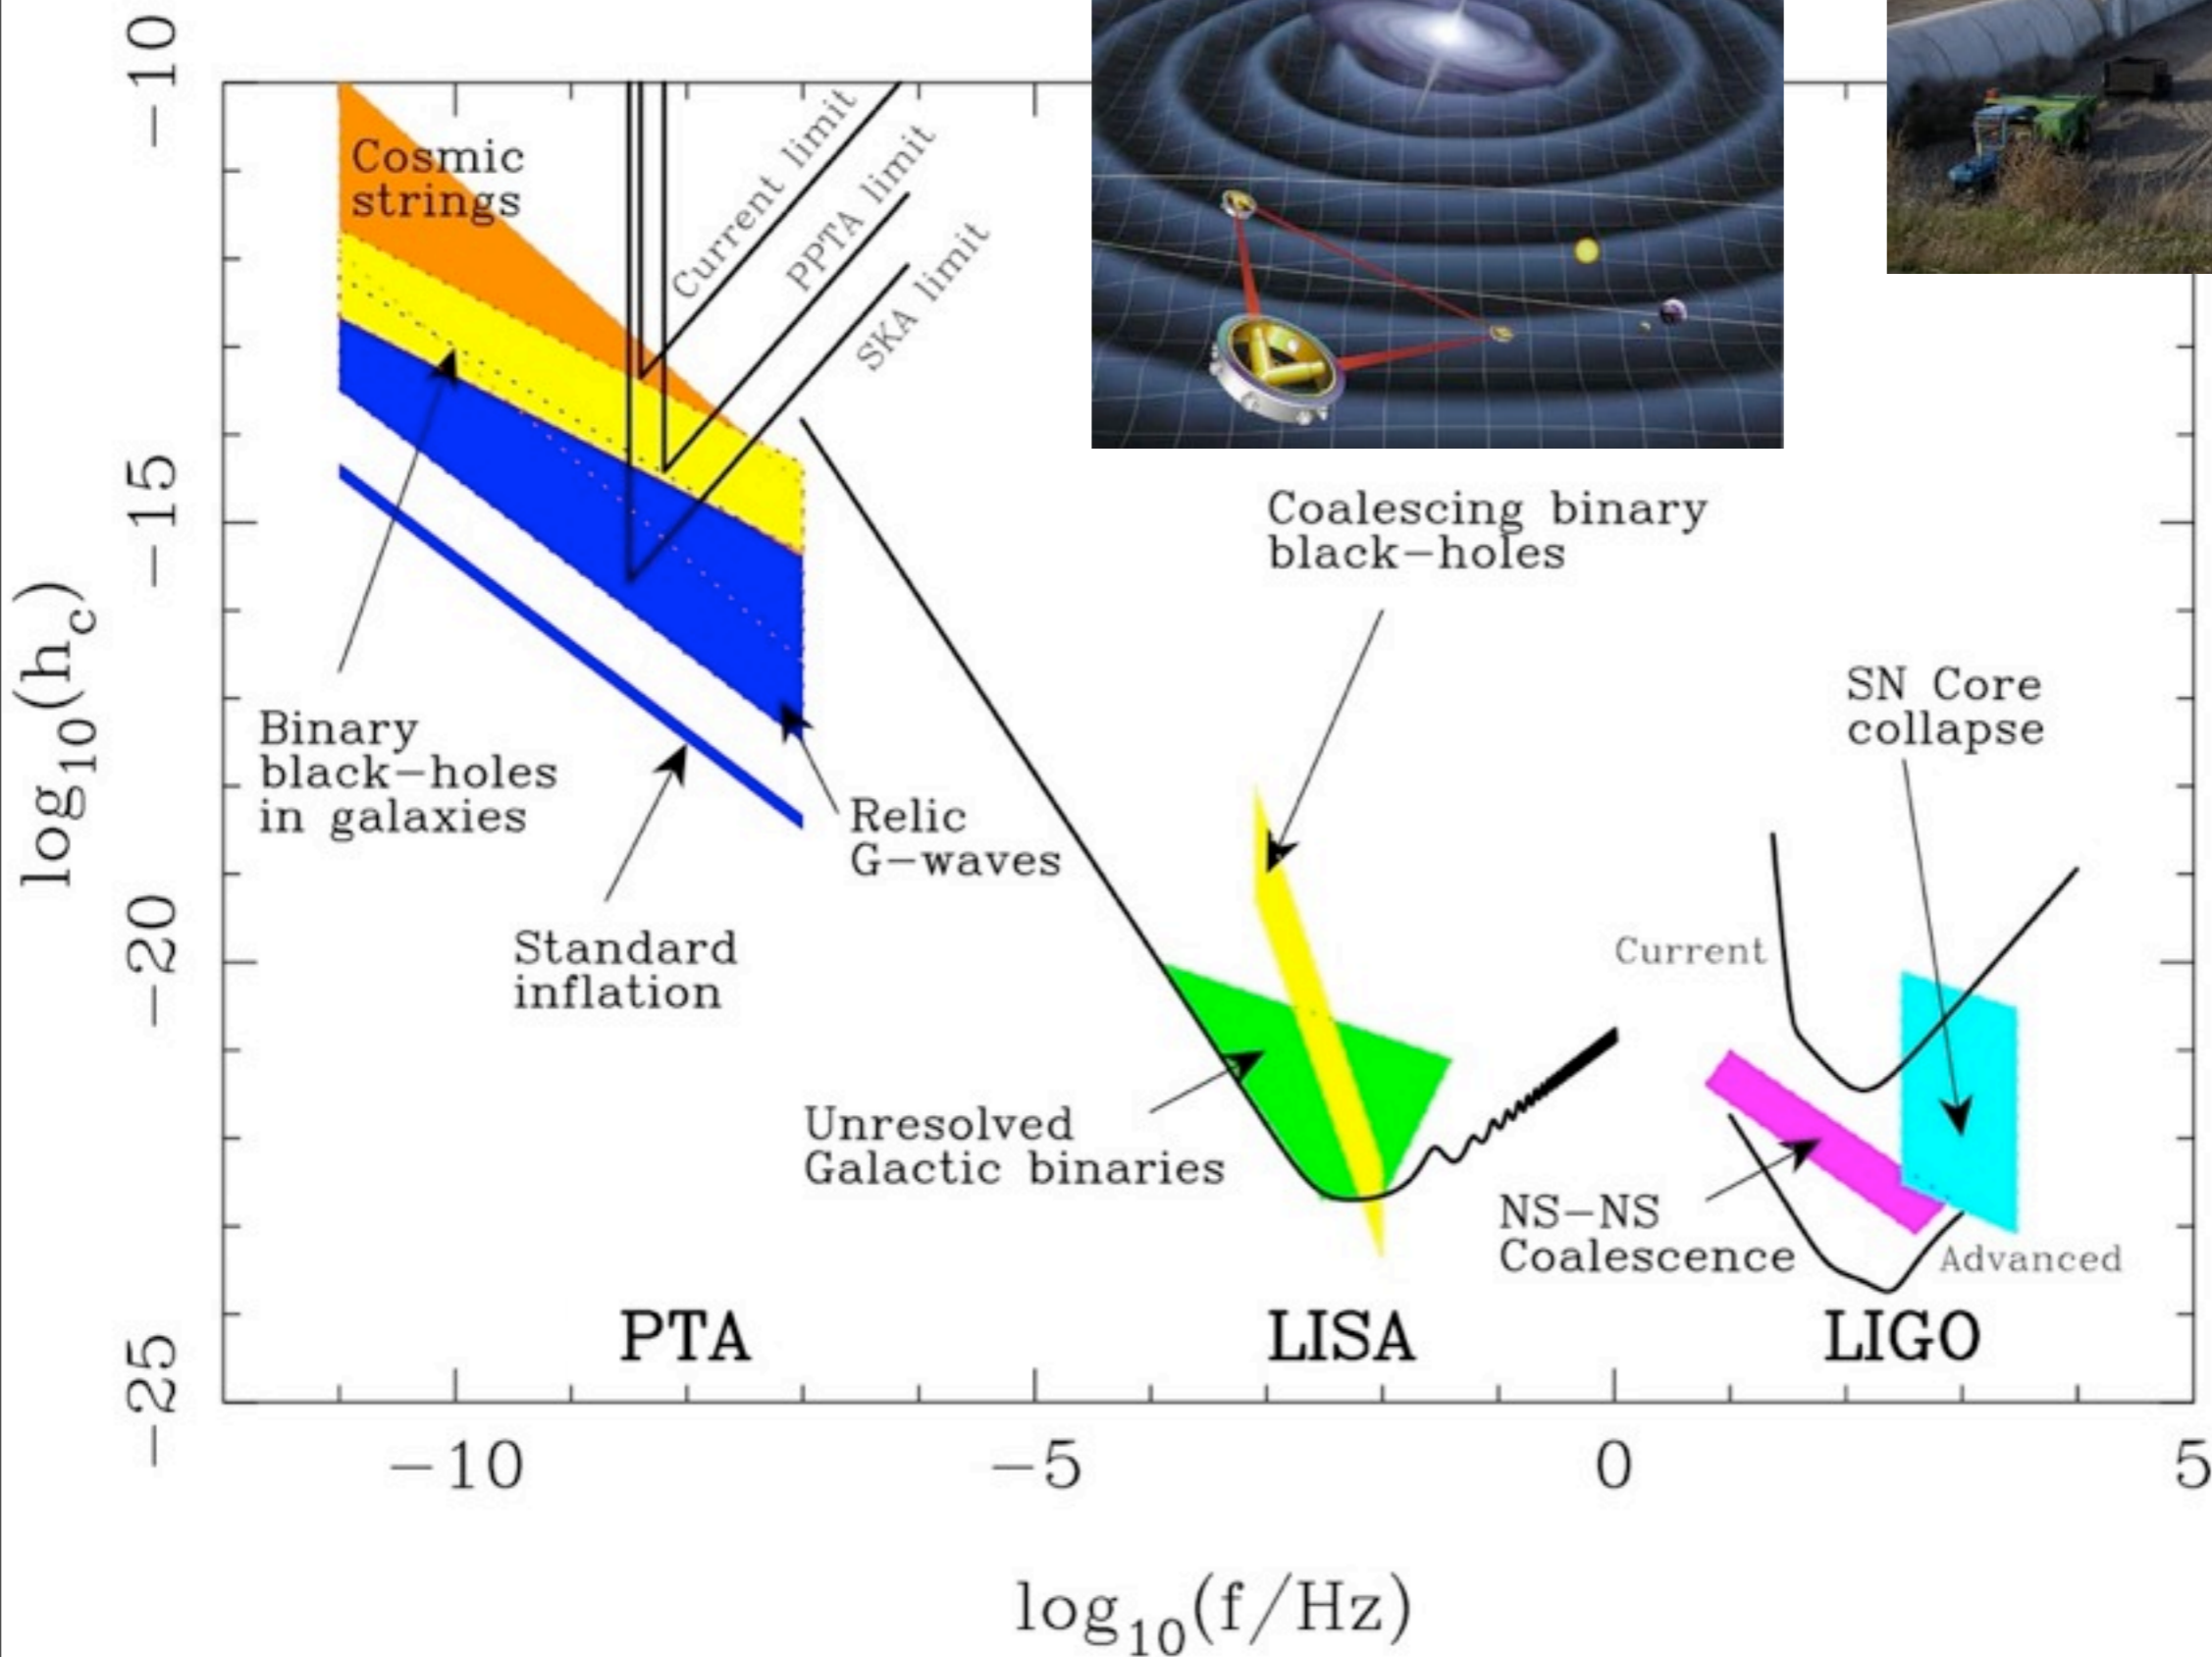 −10
Cosmic
strings
Current limit
PPTA limit
SKA limit
−15
Coalescing binary
black−holes
log10(hc)
SN Core
collapse
Binary
black−holes
in galaxies
Relic
G−waves
−20
Standard
inflation
Current
Unresolved
Galactic binaries
NS−NS
Coalescence
Advanced
PTA
LISA
LIGO
−25
−10
−5
0
5
log10(f/Hz)